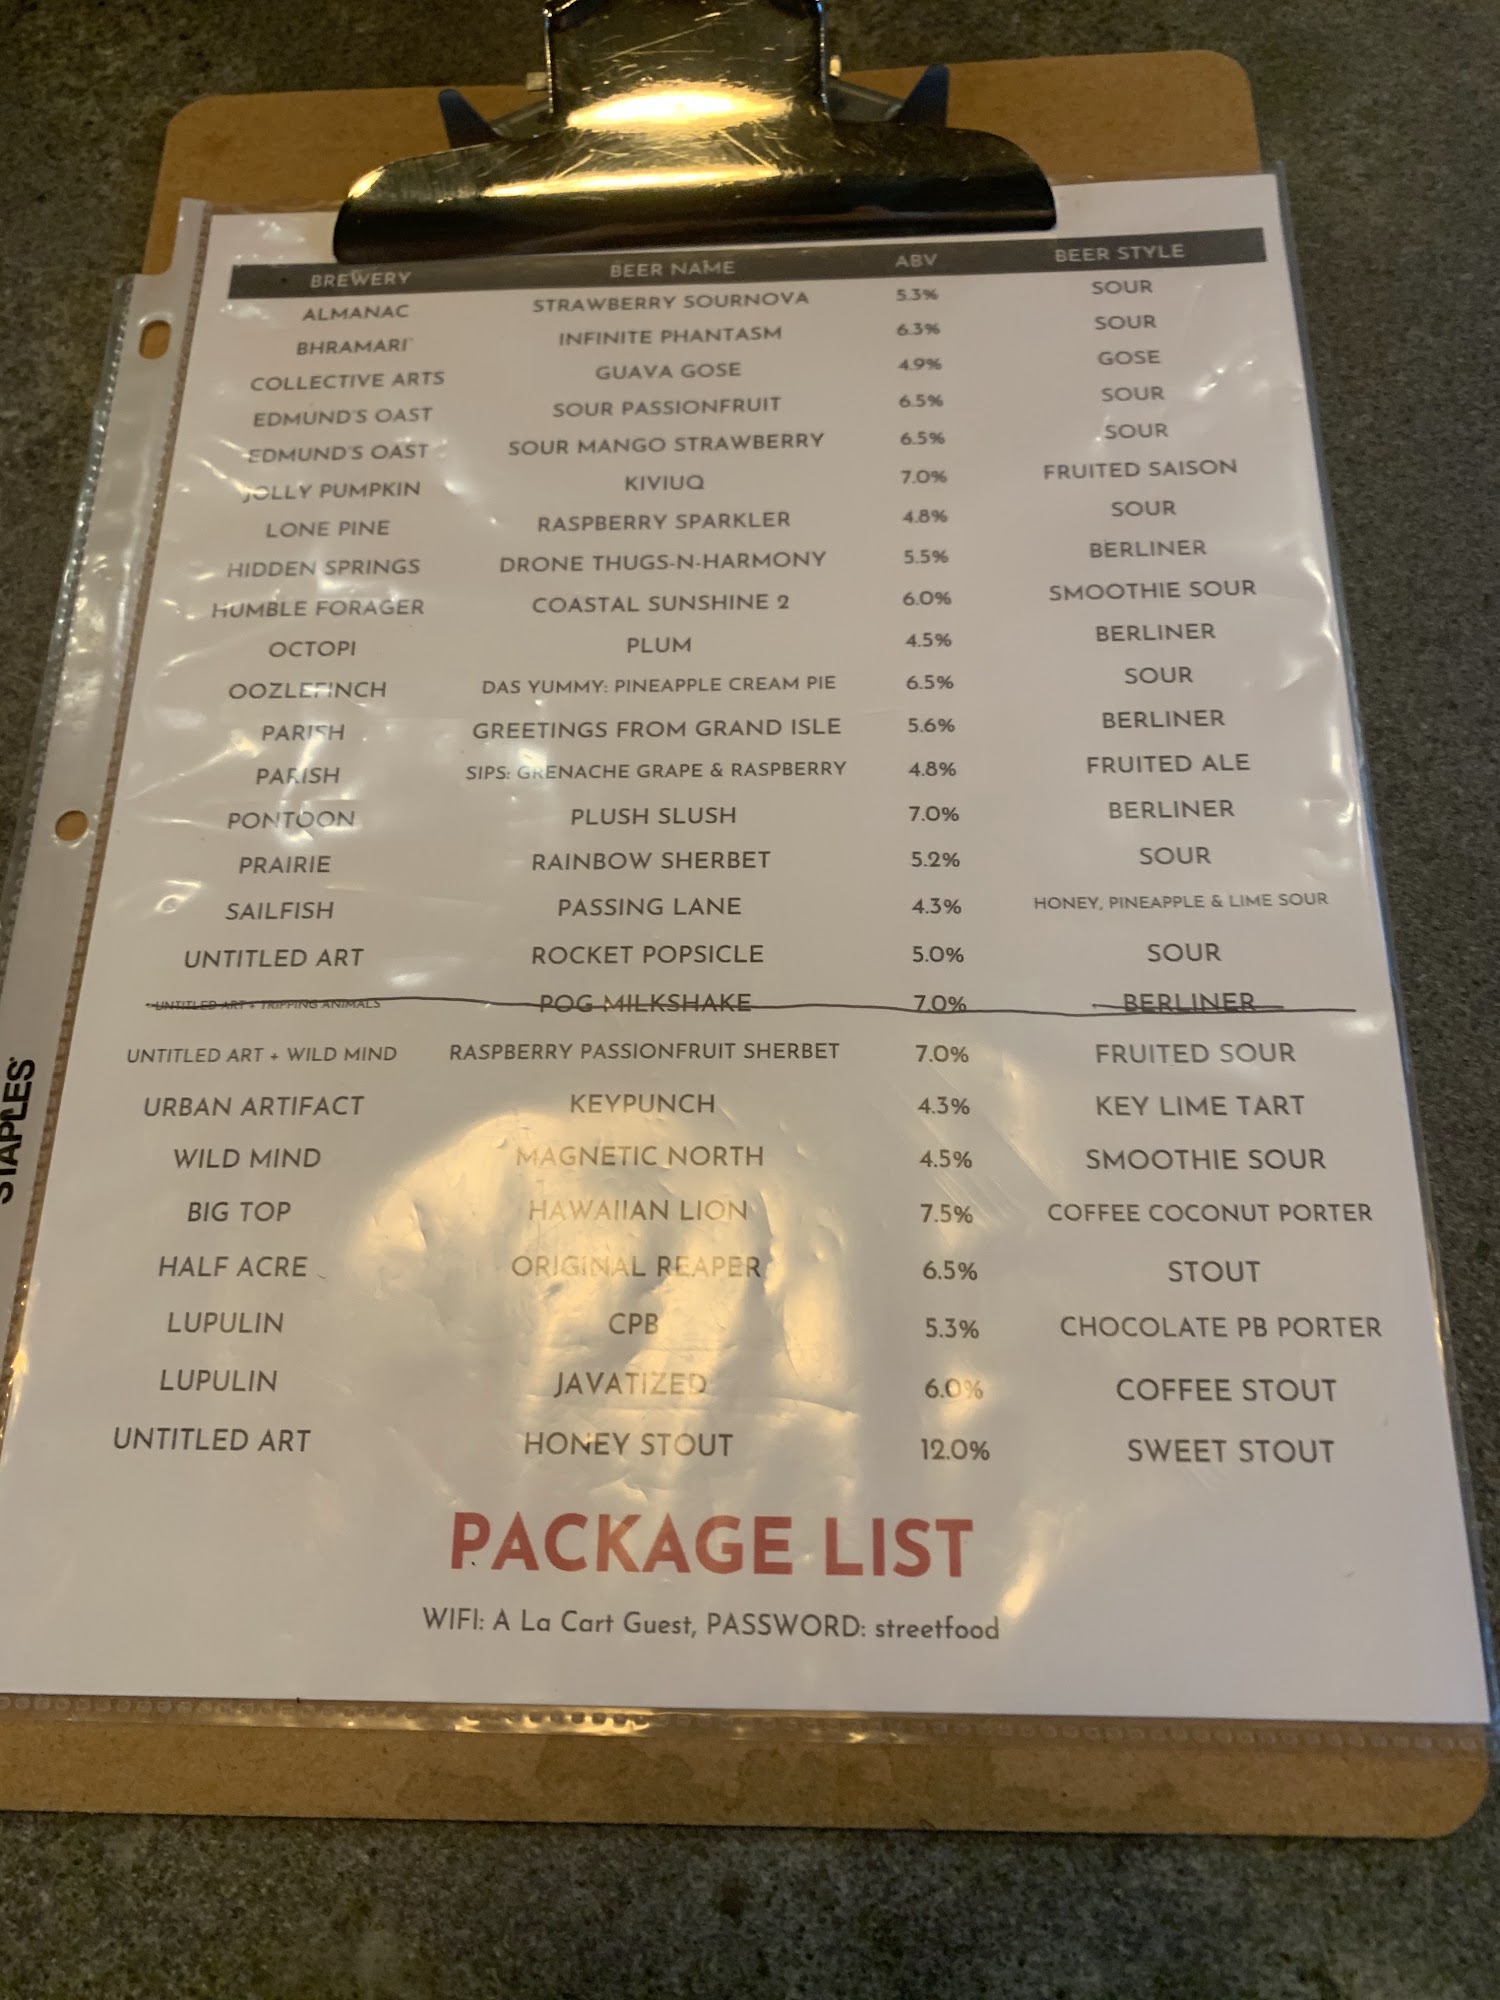 BREWERY BEER NAME ABV BEER STYLE
ALMANAC STRAWBERRY SOURNOVA 5.3% SOUR
BHRAMARI INFINITE PHANTASM 6.3% SOUR
COLLECTIVE ARTS GUAVA GOSE 4.9% GOSE
EDMUND'S OAST SOUR PASSIONFRUIT 6.5% SOUR
EDMUND'S OAST SOUR MANGO STRAWBERRY 6.5% SOUR
JOLLY PUMPKIN KIVIUQ 7.0% FRUITED SAISON
LONE PINE RASPBERRY SPARKLER 4.8% SOUR
HIDDEN SPRINGS DRONE THUGS-N-HARMONY 5.5% BERLINER
HUMBLE FORAGER COASTAL SUNSHINE 2 6.0% SMOOTHIE SOUR
OCTOPI PLUM 4.5% BERLINER
OOZLEFINCH DAS YUMMY: PINEAPPLE CREAM PIE 6.5% SOUR
PARISH GREETINGS FROM GRAND ISLE 5.6% BERLINER
PARISH SIPS: GRENACHE GRAPE & RASPBERRY 4.8% FRUITED ALE
PONTOON PLUSH SLUSH 7.0% BERLINER
PRAIRIE RAINBOW SHERBET 5.2% SOUR
SAILFISH PASSING LANE 4.3% HONEY, PINEAPPLE & LIME SOUR
UNTITLED ART ROCKET POPSICLE 5.0% SOUR
UNTITLED ART + TRIPPING ANIMALS POG MILKSHAKE 7.0% BERLINER
UNTITLED ART + WILD MIND RASPBERRY PASSIONFRUIT SHERBET 7.0% FRUITED SOUR
URBAN ARTIFACT KEYPUNCH 4.3% KEY LIME TART
WILD MIND MAGNETIC NORTH 4.5% SMOOTHIE SOUR
BIG TOP HAWAIIAN LION 7.5% COFFEE COCONUT PORTER
HALF ACRE ORIGINAL REAPER 6.5% STOUT
LUPULIN CPB 5.3% CHOCOLATE PB PORTER
LUPULIN JAVATIZED 6.0% COFFEE STOUT
UNTITLED ART HONEY STOUT 12.0% SWEET STOUT
PACKAGE LIST
WIFI: A La Cart Guest, PASSWORD: streetfood
STAPLES